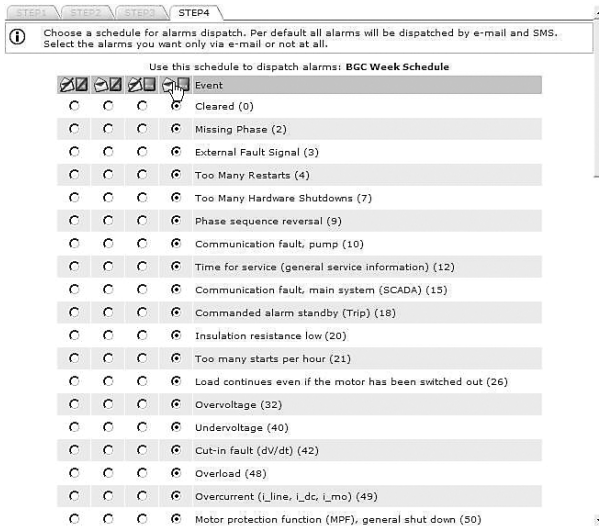 STEP1 STEP2 STEP3 STEP4
Choose a schedule for alarms dispatch. Per default all alarms will be dispatched by e-mail and SMS.
Select the alarms you want only via e-mail or not at all.
Use this schedule to dispatch alarms: BGC Week Schedule
Event
Cleared (0)
Missing Phase (2)
External Fault Signal (3)
Too Many Restarts (4)
Too Many Hardware Shutdowns (7)
Phase sequence reversal (9)
Communication fault, pump (10)
Time for service (general service information) (12)
Communication fault, main system (SCADA) (15)
Commanded alarm standby (Trip) (18)
Insulation resistance low (20)
Too many starts per hour (21)
Load continues even if the motor has been switched out (26)
Overvoltage (32)
Undervoltage (40)
Cut-in fault (dV/dt) (42)
Overload (48)
Overcurrent (i_line, i_dc, i_mo) (49)
Motor protection function (MPF), general shut down (50)